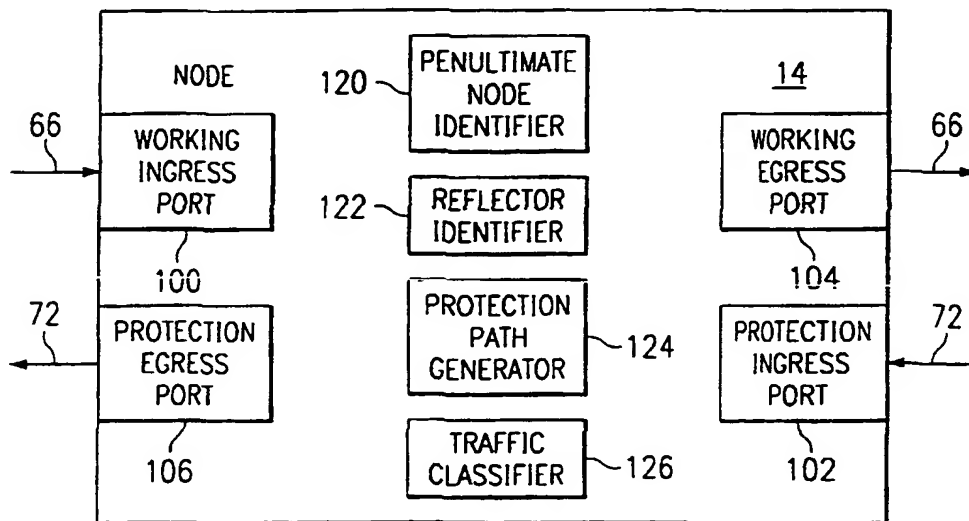 NODE
14
PENULTIMATE
NODE
IDENTIFIER
120
66
WORKING
INGRESS
PORT
100
WORKING
EGRESS
PORT
104
66
REFLECTOR
IDENTIFIER
122
72
PROTECTION
EGRESS
PORT
106
PROTECTION
PATH
GENERATOR
124
PROTECTION
INGRESS
PORT
102
72
TRAFFIC
CLASSIFIER
126